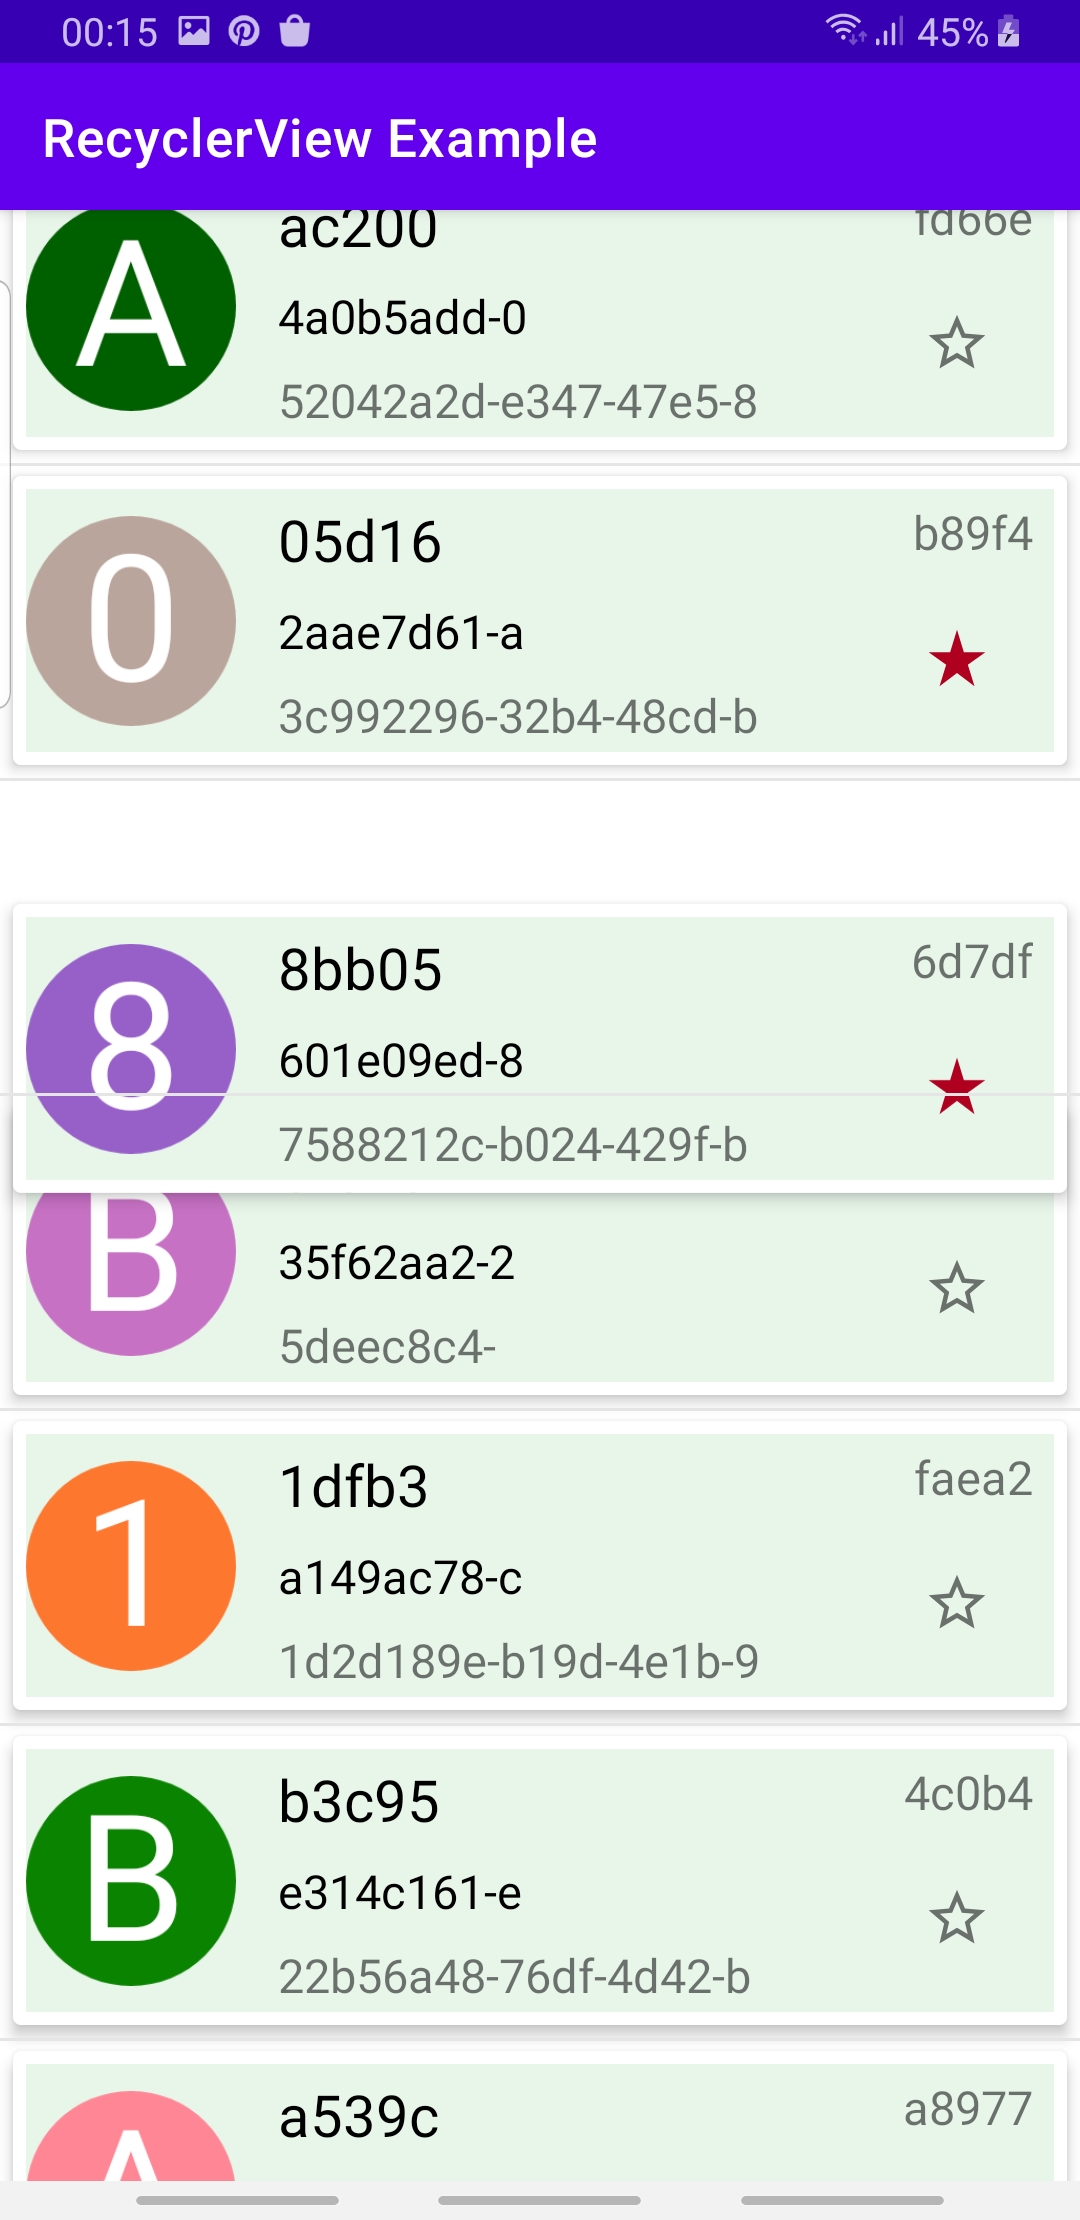 00:15 45%
RecyclerView Example
A ac200 fd66e
4a0b5add-0
52042a2d-e347-47e5-8
0 05d16 b89f4
2aae7d61-a
3c992296-32b4-48cd-b
8 8bb05 6d7df
601e09ed-8
7588212c-b024-429f-b
B 35f62aa2-2
5deec8c4-
1 1dfb3 faea2
a149ac78-c
1d2d189e-b19d-4e1b-9
B b3c95 4c0b4
e314c161-e
22b56a48-76df-4d42-b
A a539c a8977